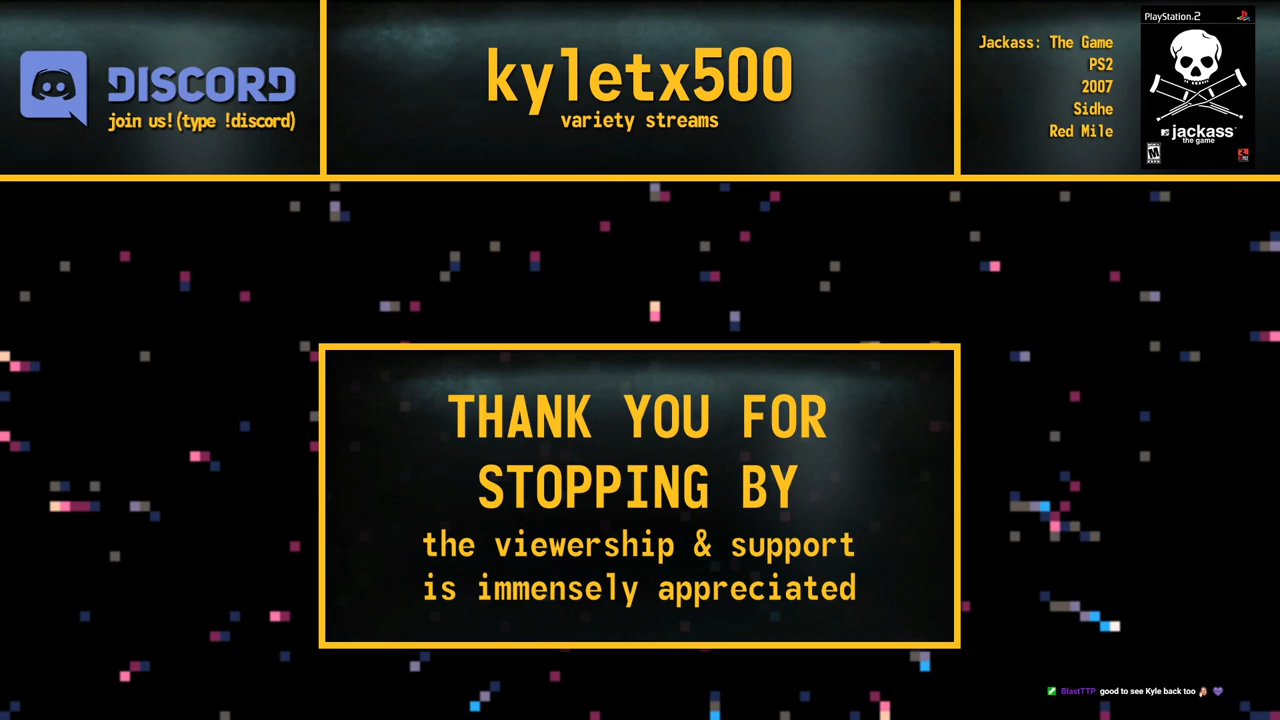 DISCORD
join us!(type !discord)
kyletx500
variety streams
Jackass: The Game
PS2
2007
Sidhe
Red Mile
PlayStation.2
jackass
the game
THANK YOU FOR
STOPPING BY
the viewership & support
is immensely appreciated
BlastTTP good to see Kyle back too